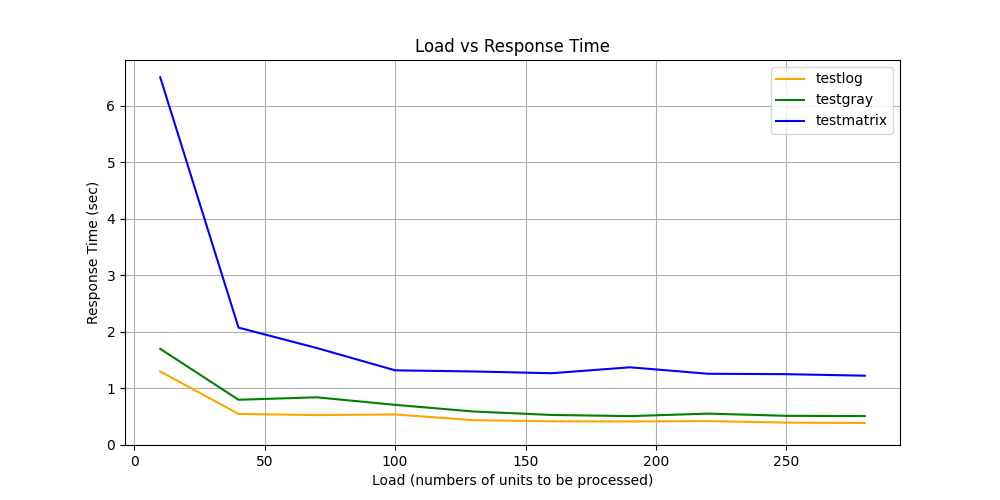 Load vs Response Time
testlog
testgray
testmatrix
Response Time (sec)
6
5
4
3
2
1
0
0 50 100 150 200 250
Load (numbers of units to be processed)